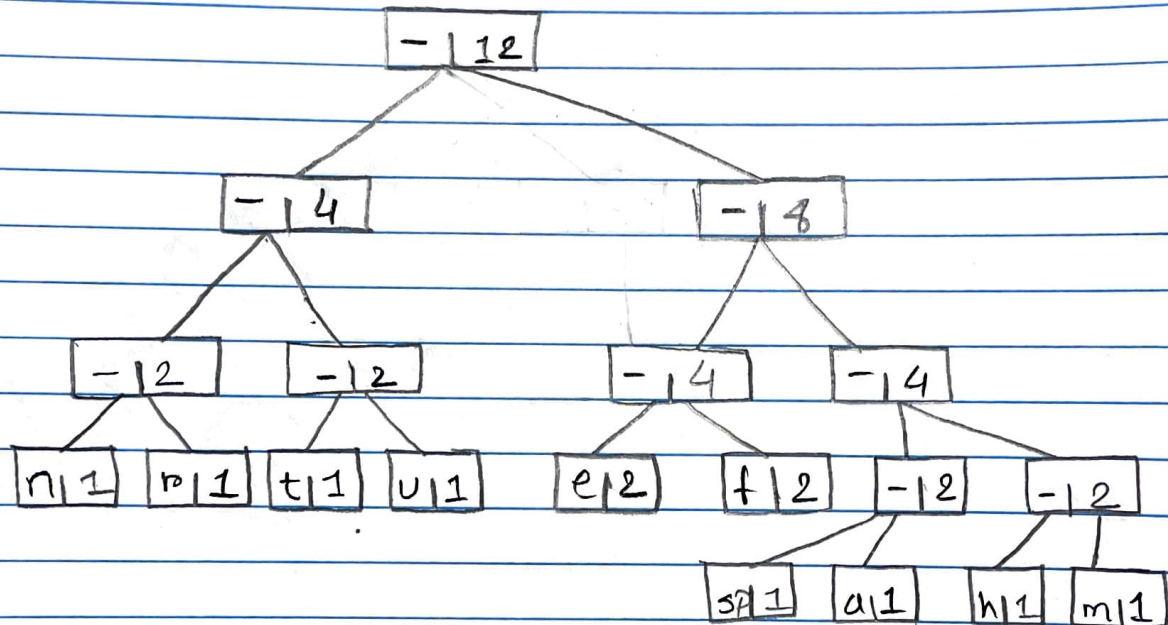 - | 12
- | 4 - | 8
- | 2 - | 2 - | 4 - | 4
n | 1 r | 1 t | 1 u | 1 e | 2 f | 2 - | 2 - | 2
sp | 1 a | 1 h | 1 m | 1